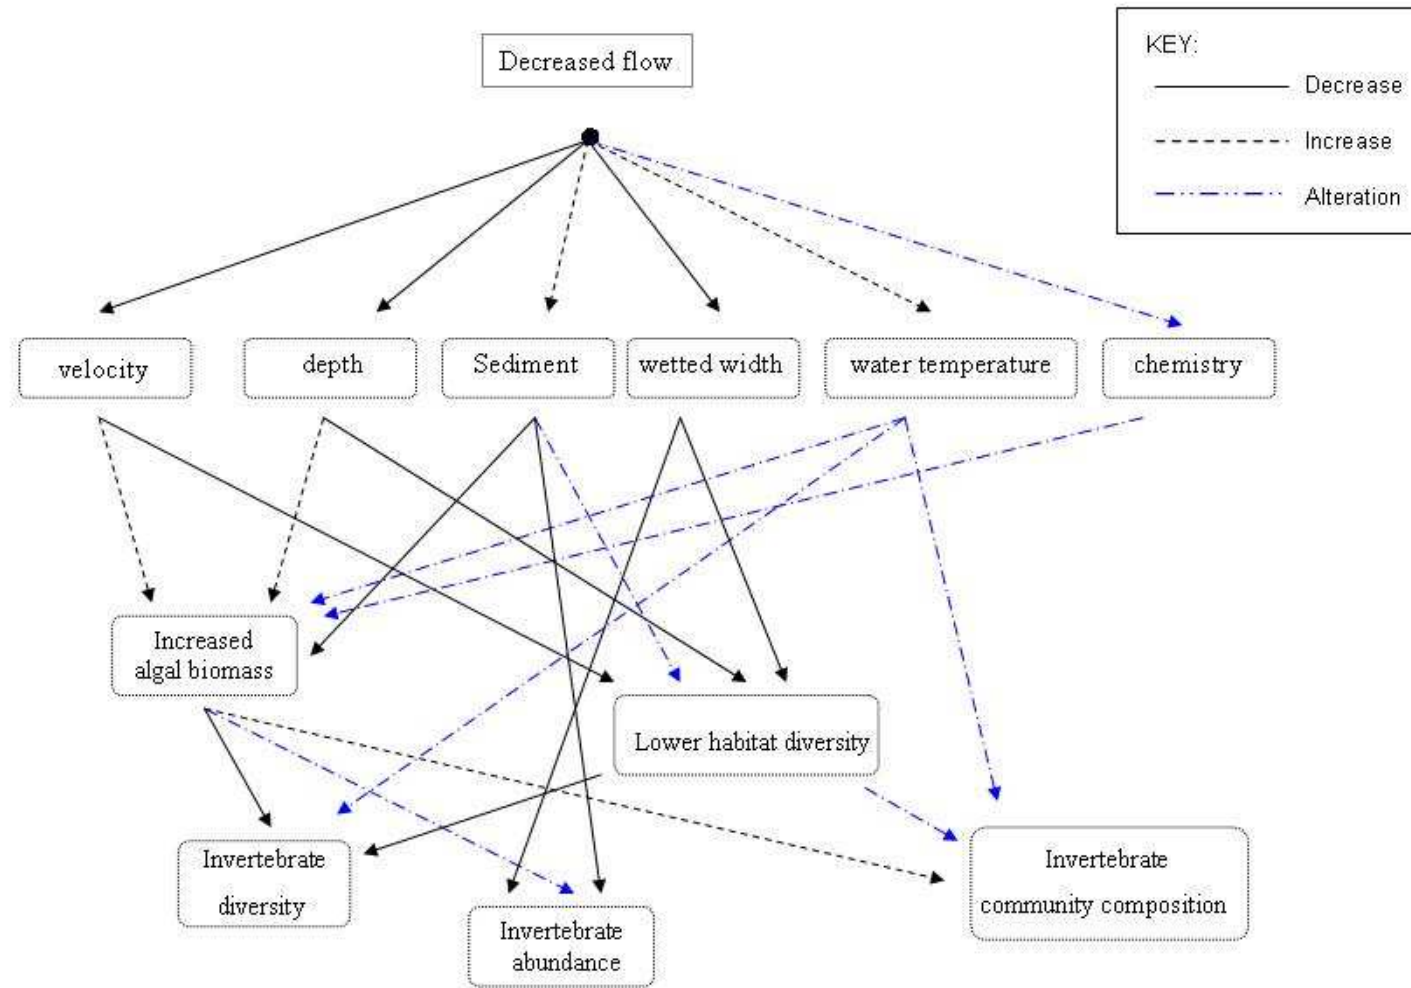 Decreased flow
KEY:
Decrease
Increase
Alteration
velocity
depth
Sediment
wetted width
water temperature
chemistry
Increased
algal biomass
Lower habitat diversity
Invertebrate
diversity
Invertebrate
abundance
Invertebrate
community composition